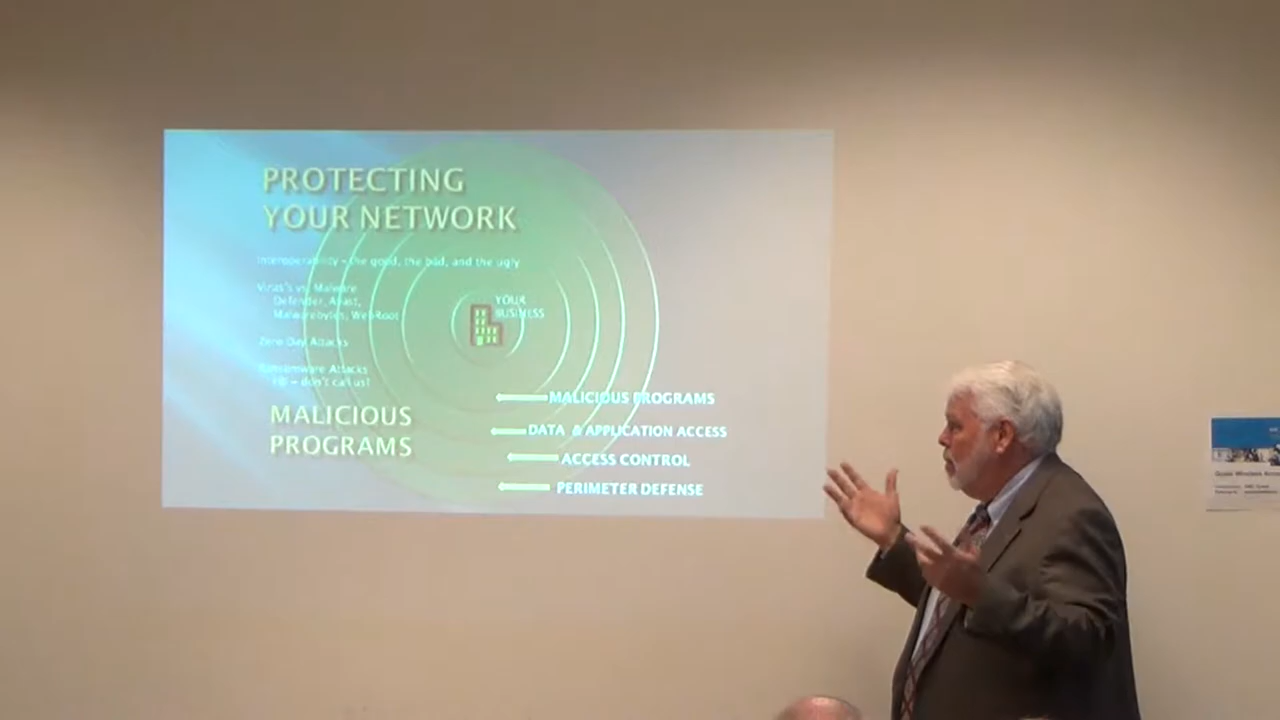 PROTECTING
YOUR NETWORK
Interoperability – the good, the bad, and the ugly
Virus's vs. Malware
Defender, Avast,
Malwarebytes, WebRoot
Zero Day Attacks
Ransomware Attacks
– don't call us!
MALICIOUS
PROGRAMS
YOUR
BUSINESS
MALICIOUS PROGRAMS
DATA & APPLICATION ACCESS
ACCESS CONTROL
PERIMETER DEFENSE